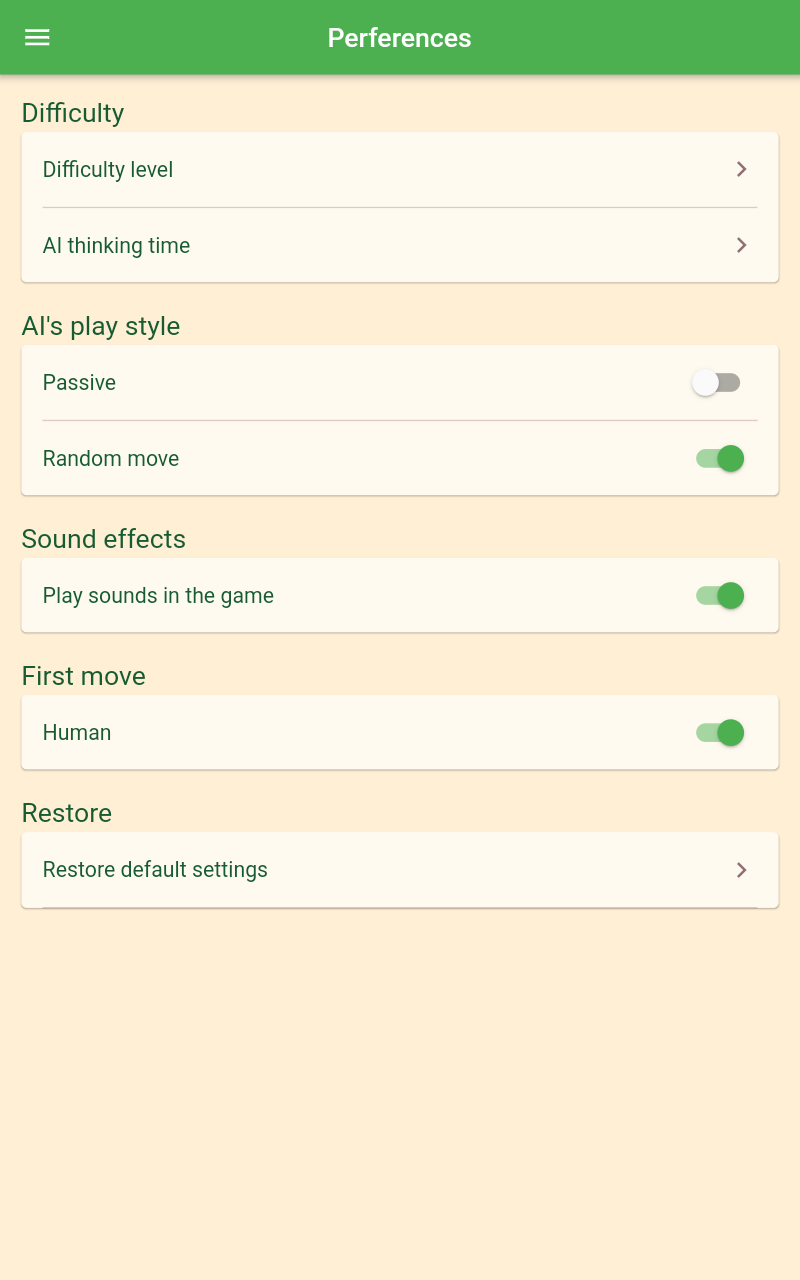 Perferences
Difficulty
Difficulty level
AI thinking time
AI's play style
Passive
Random move
Sound effects
Play sounds in the game
First move
Human
Restore
Restore default settings